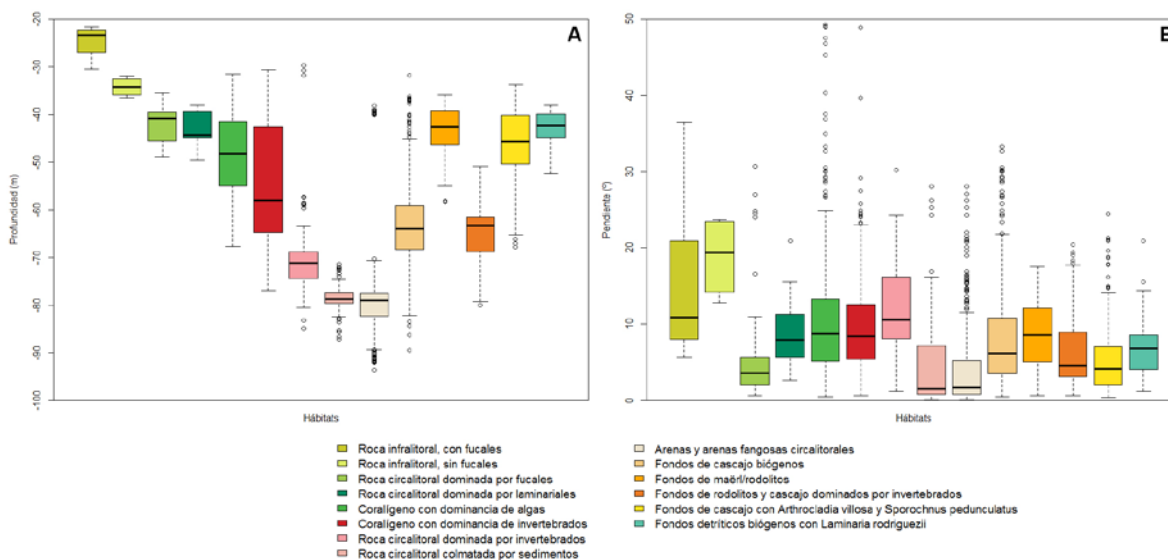 A
-20
-30
-40
-50
-60
-70
-80
-90
-100
Profundidad (m)
Hábitats
B
50
40
30
20
10
0
Pendiente (º)
Hábitats
Roca infralitoral, con fucales
Roca infralitoral, sin fucales
Roca circalitoral dominada por fucales
Roca circalitoral dominada por laminariales
Coralígeno con dominancia de algas
Coralígeno con dominancia de invertebrados
Roca circalitoral dominada por invertebrados
Roca circalitoral colmatada por sedimentos
Arenas y arenas fangosas circalitorales
Fondos de cascajo biógenos
Fondos de maërl/rodolitos
Fondos de rodolitos y cascajo dominados por invertebrados
Fondos de cascajo con Arthrocladia villosa y Sporochnus pedunculatus
Fondos detríticos biógenos con Laminaria rodriguezii